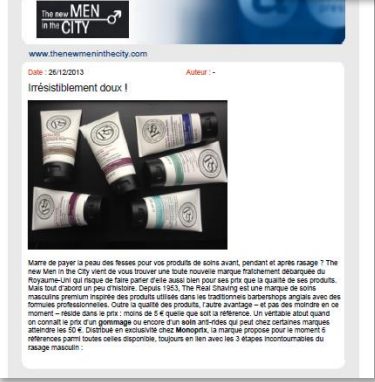 The new MEN
in the CITY
www.thenewmeninthecity.com
Date : 26/12/2013 Auteur : -
Irrésistiblement doux !
Marre de payer la peau des fesses pour vos produits de soins avant, pendant et après rasage ? The
new Men in the City vient de vous trouver une toute nouvelle marque fraîchement débarquée du
Royaume-Uni qui risque de faire parler d'elle aussi bien pour ses prix que la qualité de ses produits.
Mais tout d'abord un peu d'histoire. Depuis 1953, The Real Shaving est une marque de soins
masculins premium inspirée des produits utilisés dans les traditionnels barbershops anglais avec des
formules professionnelles. Outre la qualité des produits, l'autre avantage – et pas des moindre en ce
moment – réside dans le prix : moins de 5 € quelle que soit la référence. Un véritable atout quand
on connaît le prix d'un gommage ou encore d'un soin anti-rides qui peut chez certaines marques
atteindre les 50 €. Distribué en exclusivité chez Monoprix, la marque propose pour le moment 6
références parmi toutes celles disponible, toujours en lien avec les 3 étapes incontournables du
rasage masculin :